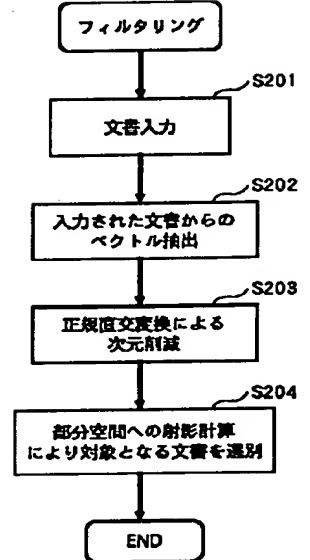 フィルタリング
S201
文書入力
S202
入力された文書からの
ベクトル抽出
S203
正規直交変換による
次元削減
S204
部分空間への射影計算
により対象となる文書を選別
END